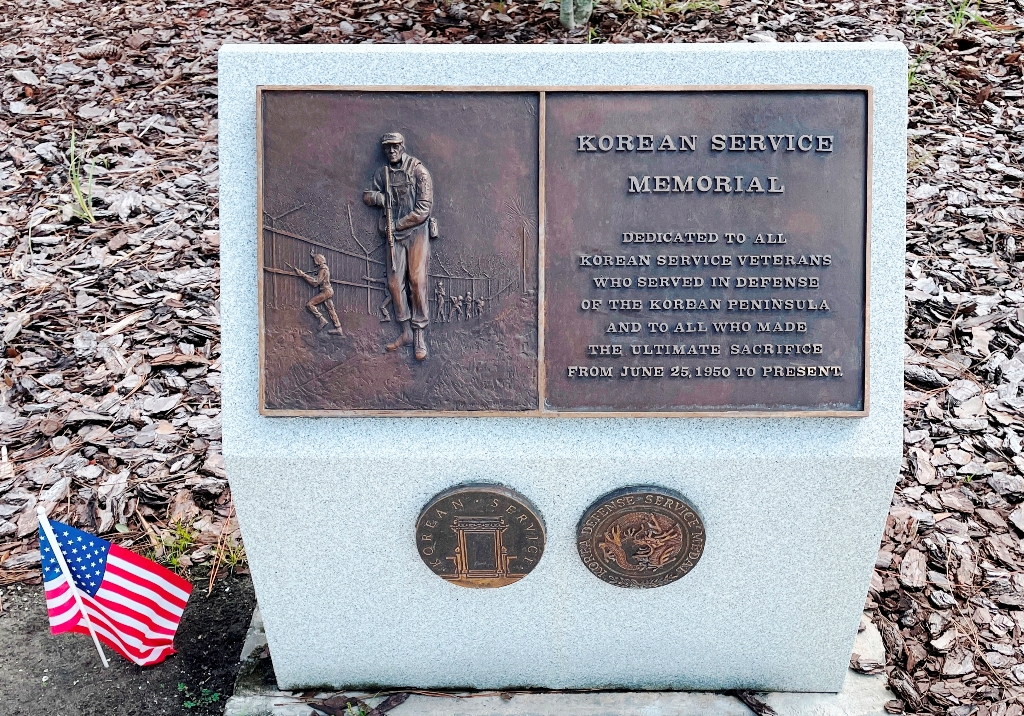 KOREAN SERVICE
MEMORIAL
DEDICATED TO ALL
KOREAN SERVICE VETERANS
WHO SERVED IN DEFENSE
OF THE KOREAN PENINSULA
AND TO ALL WHO MADE
THE ULTIMATE SACRIFICE
FROM JUNE 25, 1950 TO PRESENT.
KOREAN · SERVICE
KOREA DEFENSE · SERVICE MEDAL